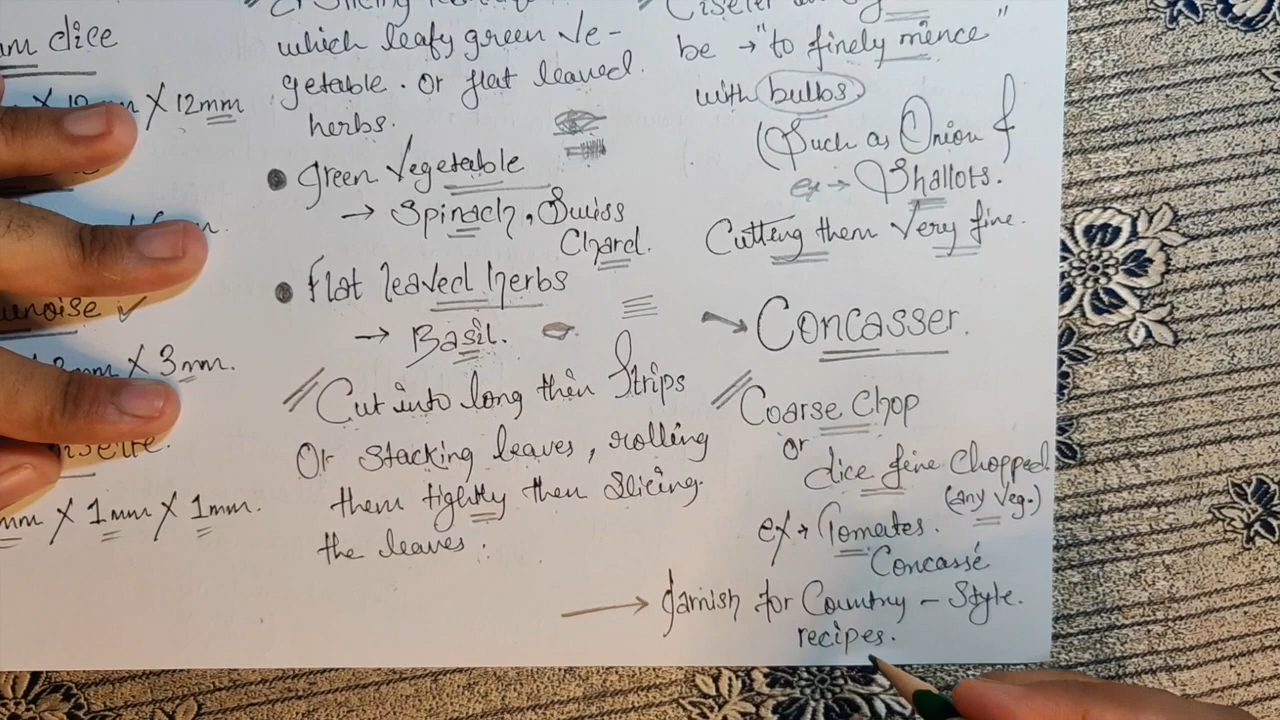 dice
12mm X 12mm
X 3mm.
X 1mm X 1mm.
which leafy green ve-
getable. Or flat leaved
herbs.
green Vegetable
→ Spinach, Swiss
Chard.
Flat leaved herbs
→ Basil.
Cut into long thin Strips
Or stacking leaves, rolling
them tightly then Slicing
the leaves.
be → "to finely mence"
with bulbs
(Such as Onion &
ex → Shallots.
Cutting them Very fine.
→ Concasser.
Coarse Chop
or
dice fine Chopped
(any veg.)
ex → Tomates.
Concassé
→ garnish for Country - Style.
recipes.